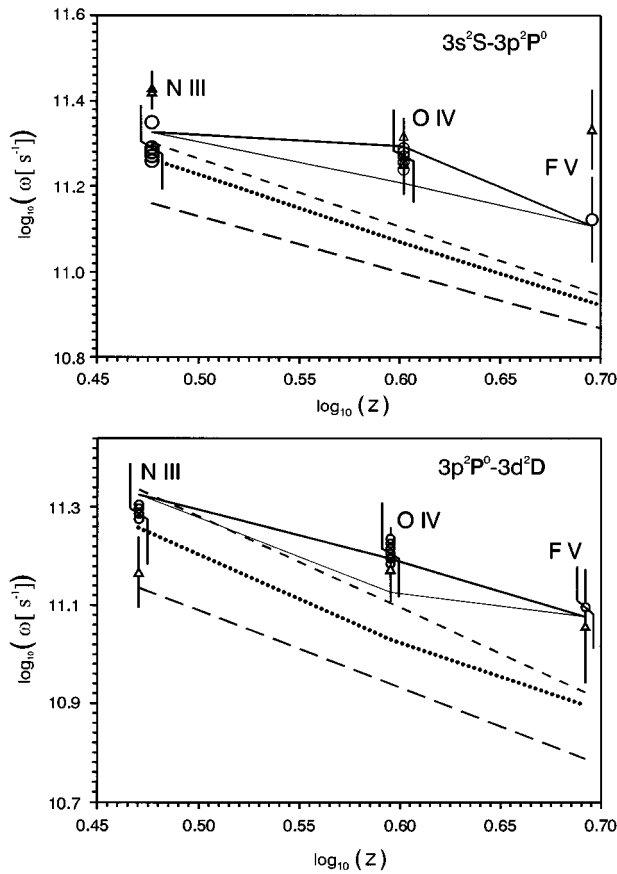 11.6
3s²S-3p²P⁰
N III
11.4
O IV
F V
11.2
log₁₀(ω[s⁻¹])
11.0
10.8
0.45 0.50 0.55 0.60 0.65 0.70
log₁₀(z)
3p²P⁰-3d²D
N III
11.3
O IV
F V
log₁₀(ω[s⁻¹])
11.1
10.9
10.7
0.45 0.50 0.55 0.60 0.65 0.70
log₁₀(z)